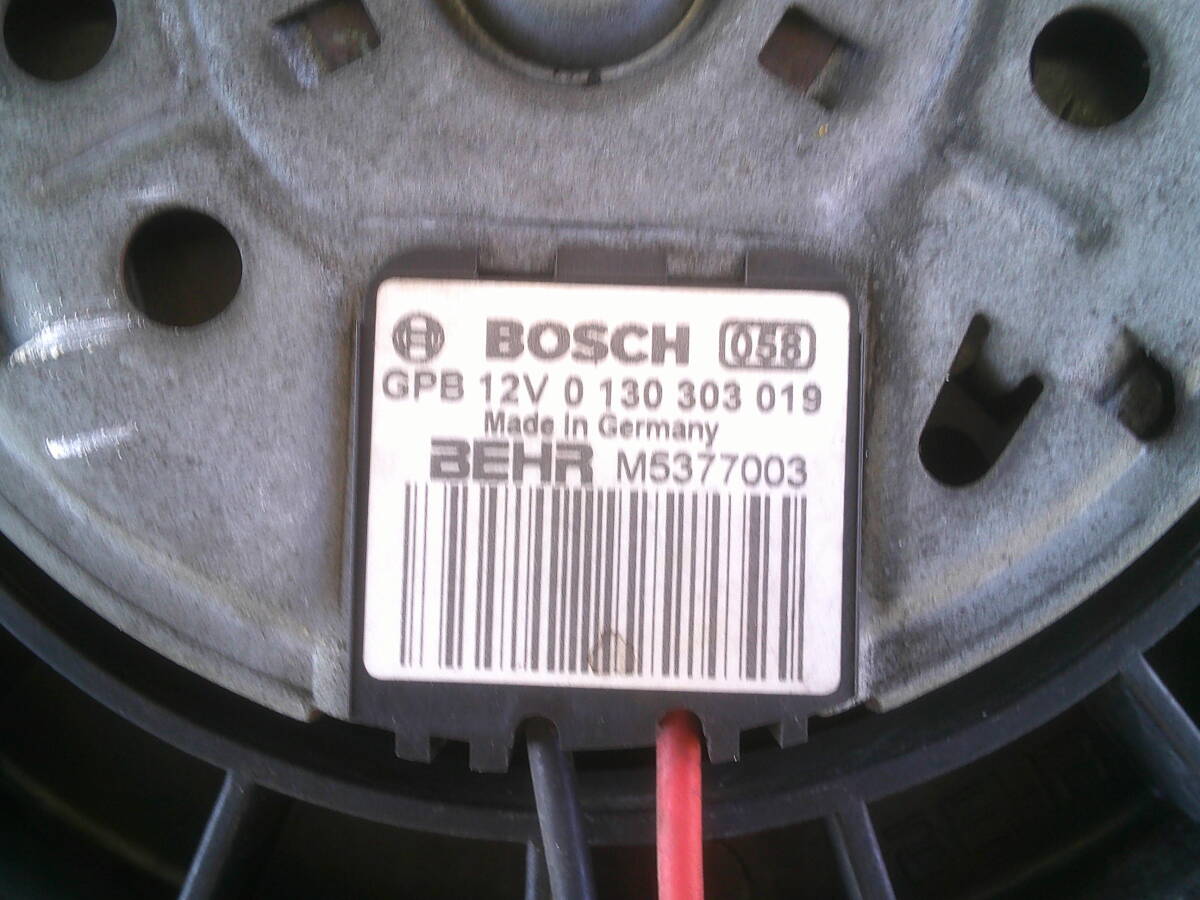 BOSCH 058
GPB 12V 0 130 303 019
Made in Germany
BEHR M5377003